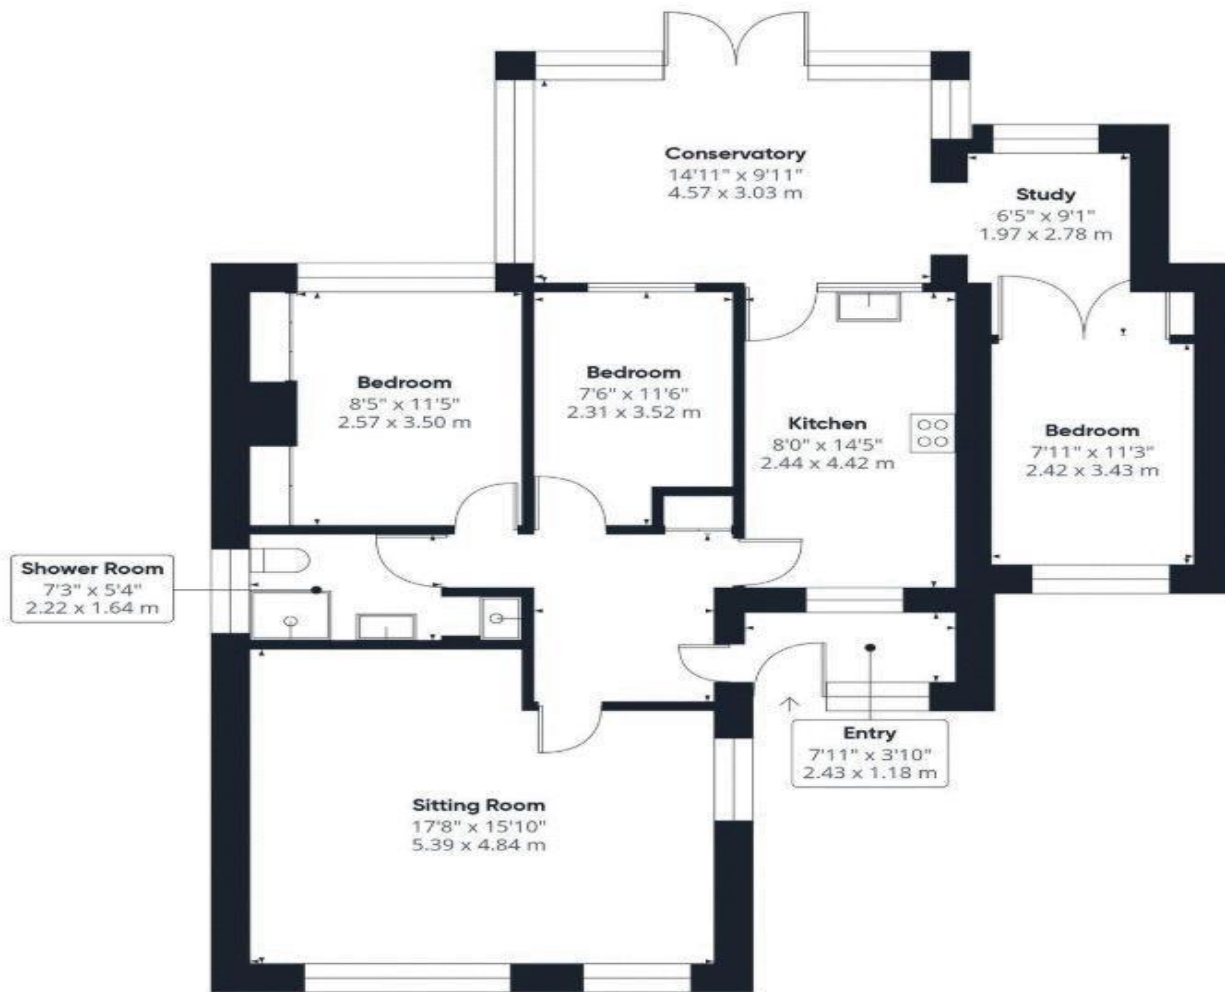 Conservatory
14'11" x 9'11"
4.57 x 3.03 m
Study
6'5" x 9'1"
1.97 x 2.78 m
Bedroom
8'5" x 11'5"
2.57 x 3.50 m
Bedroom
7'6" x 11'6"
2.31 x 3.52 m
Kitchen
8'0" x 14'5"
2.44 x 4.42 m
Bedroom
7'11" x 11'3"
2.42 x 3.43 m
Shower Room
7'3" x 5'4"
2.22 x 1.64 m
Entry
7'11" x 3'10"
2.43 x 1.18 m
Sitting Room
17'8" x 15'10"
5.39 x 4.84 m